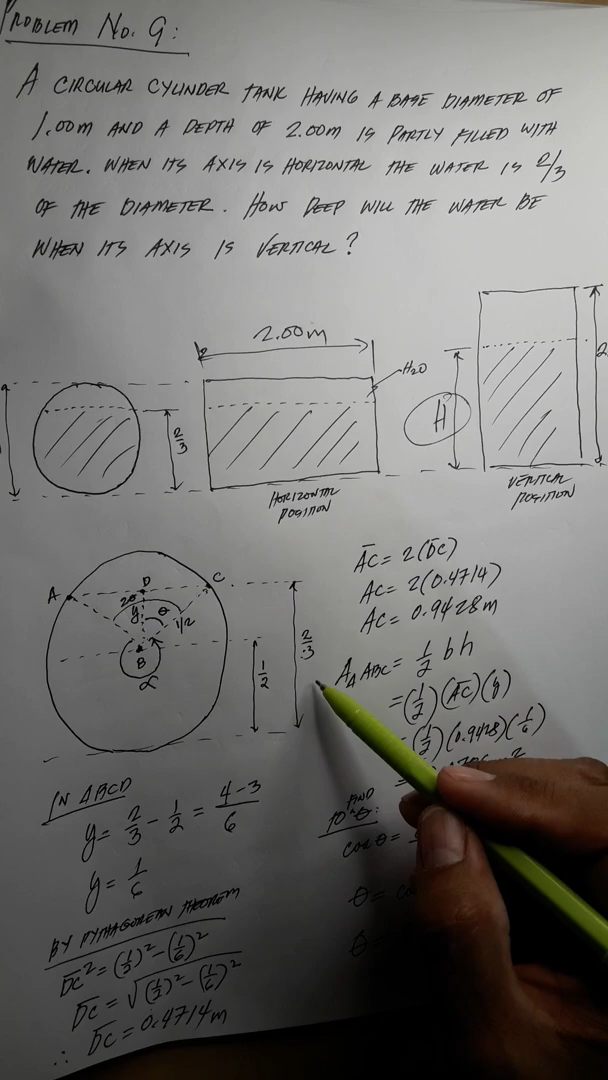 PROBLEM No. 9:
A CIRCULAR CYLINDER TANK HAVING A BASE DIAMETER OF
1.00m AND A DEPTH OF 2.00m IS PARTLY FILLED WITH
WATER. WHEN ITS AXIS IS HORIZONTAL THE WATER IS 2/3
OF THE DIAMETER. HOW DEEP WILL THE WATER BE
WHEN ITS AXIS IS VERTICAL?
2.00m
H2O
2/3
H
2
HORIZONTAL
POSITION
VERTICAL
POSITION
A
D
C
2θ
y
θ
1/2
B
α
1/2
2/3
AC = 2(DC)
AC = 2(0.4714)
AC = 0.9428m
A△ABC = 1/2 bh
= (1/2)(AC)(y)
= (1/2)(0.9428)(1/6)
TO FIND θ:
cos θ =
θ =
θ =
y = 2/3 - 1/2 = 4-3/6
y = 1/6
BY PYTHAGOREAN THEOREM
DC² = (1/2)² - (1/6)²
DC = √(1/2)² - (1/6)²
∴ DC = 0.4714m